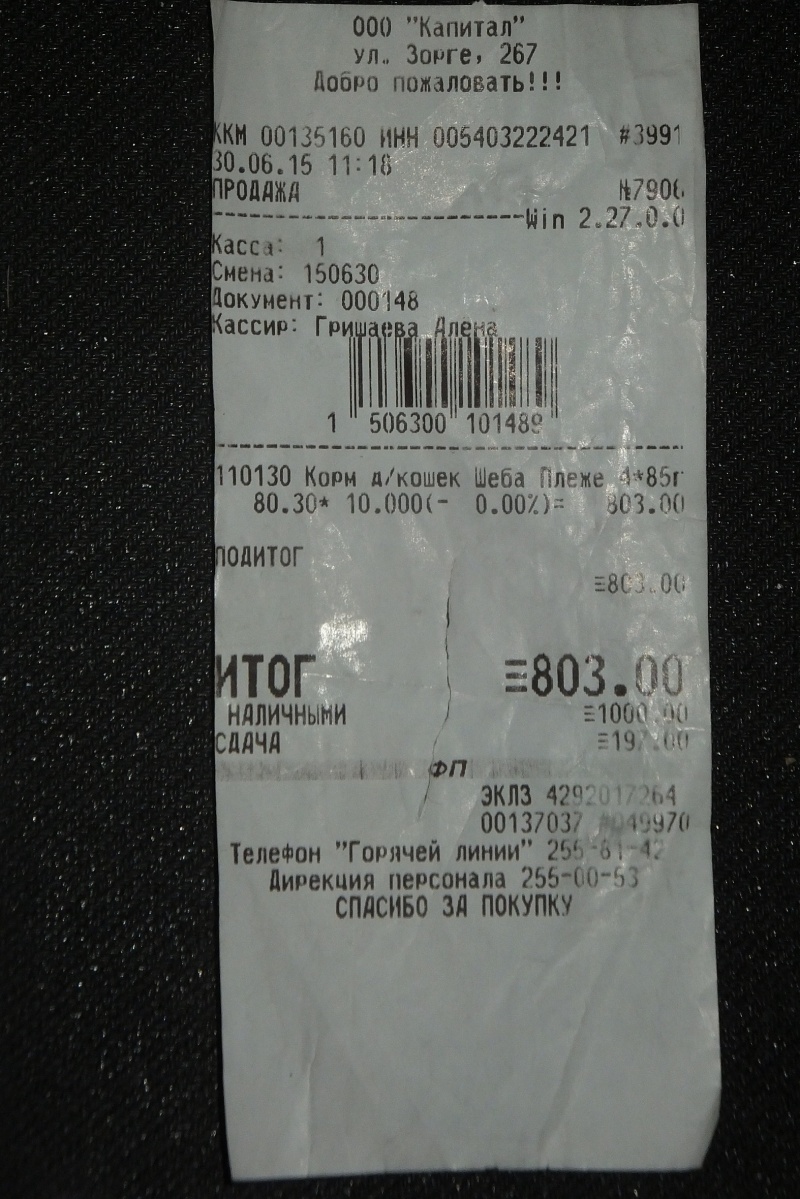 ООО "Капитал"
ул. Зорге, 267
Добро пожаловать!!!
ККМ 00135160 ИНН 005403222421 #3991
30.06.15 11:18
ПРОДАЖА №7906
Win 2.27.0.0
Касса: 1
Смена: 150630
Документ: 000148
Кассир: Гришаева Алена
1 506300 101489
110130 Корм д/кошек Шеба Плеже 4*85г
80.30* 10.000(- 0.00%)= 803.00
ПОДИТОГ
≡803.00
ИТОГ ≡803.00
НАЛИЧНЫМИ ≡1000.00
СДАЧА ≡197.00
ФП
ЭКЛЗ 4292017264
00137037 #049970
Телефон "Горячей линии" 255-81-42
Дирекция персонала 255-00-53
СПАСИБО ЗА ПОКУПКУ